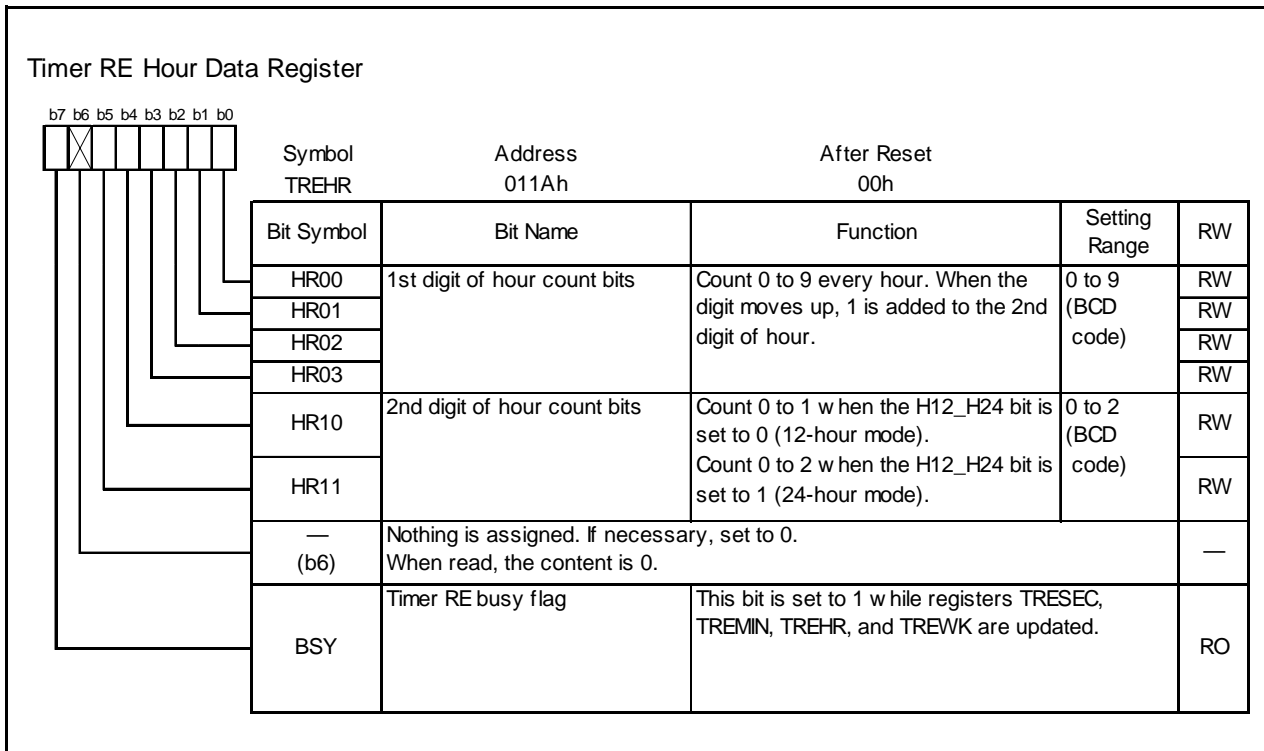 Timer RE Hour Data Register
b7 b6 b5 b4 b3 b2 b1 b0
Symbol Address After Reset
TREHR 011Ah 00h
Bit Symbol Bit Name Function Setting Range RW
HR00 1st digit of hour count bits Count 0 to 9 every hour. When the 0 to 9 RW
HR01 digit moves up, 1 is added to the 2nd (BCD RW
HR02 digit of hour. code) RW
HR03 RW
HR10 2nd digit of hour count bits Count 0 to 1 w hen the H12_H24 bit is 0 to 2 RW
set to 0 (12-hour mode). (BCD
HR11 Count 0 to 2 w hen the H12_H24 bit is code) RW
set to 1 (24-hour mode).
— Nothing is assigned. If necessary, set to 0. —
(b6) When read, the content is 0.
BSY Timer RE busy flag This bit is set to 1 w hile registers TRESEC, RO
TREMIN, TREHR, and TREWK are updated.